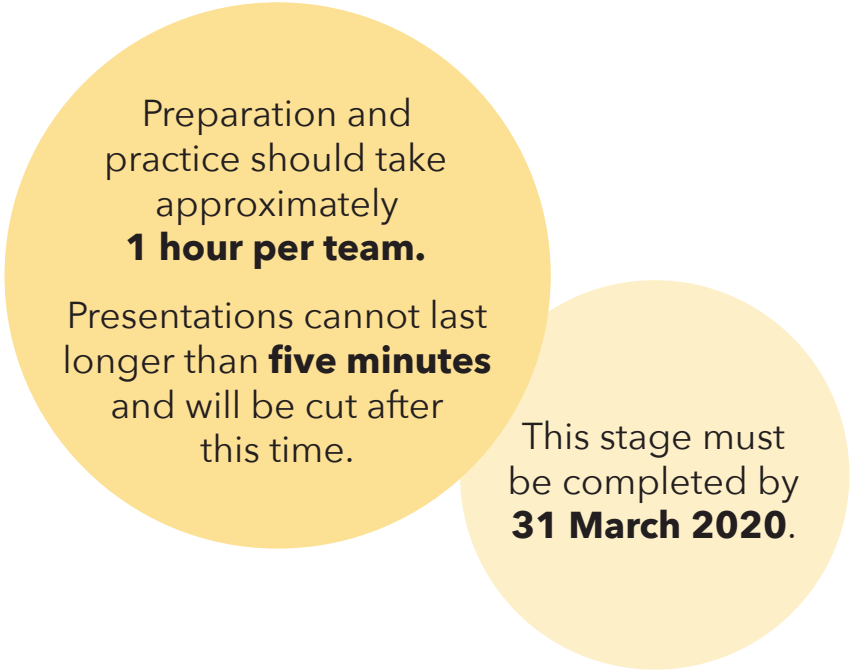 Preparation and
practice should take
approximately
1 hour per team.
Presentations cannot last
longer than five minutes
and will be cut after
this time.
This stage must
be completed by
31 March 2020.